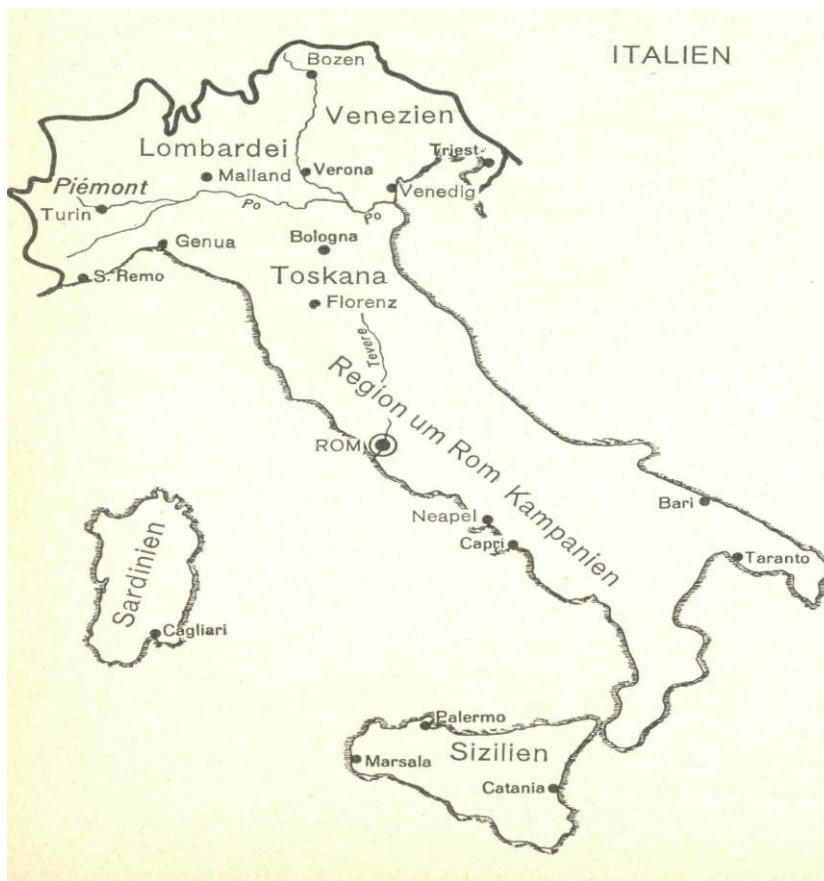 ITALIEN
Bozen
Venezien
Triest
Lombardei
Mailand
Verona
Venedig
Piémont
Turin
Po
Po
Genua
Bologna
S. Remo
Toskana
Florenz
Tevere
Region um Rom
ROM
Kampanien
Bari
Neapel
Capri
Taranto
Sardinien
Cagliari
Palermo
Sizilien
Marsala
Catania